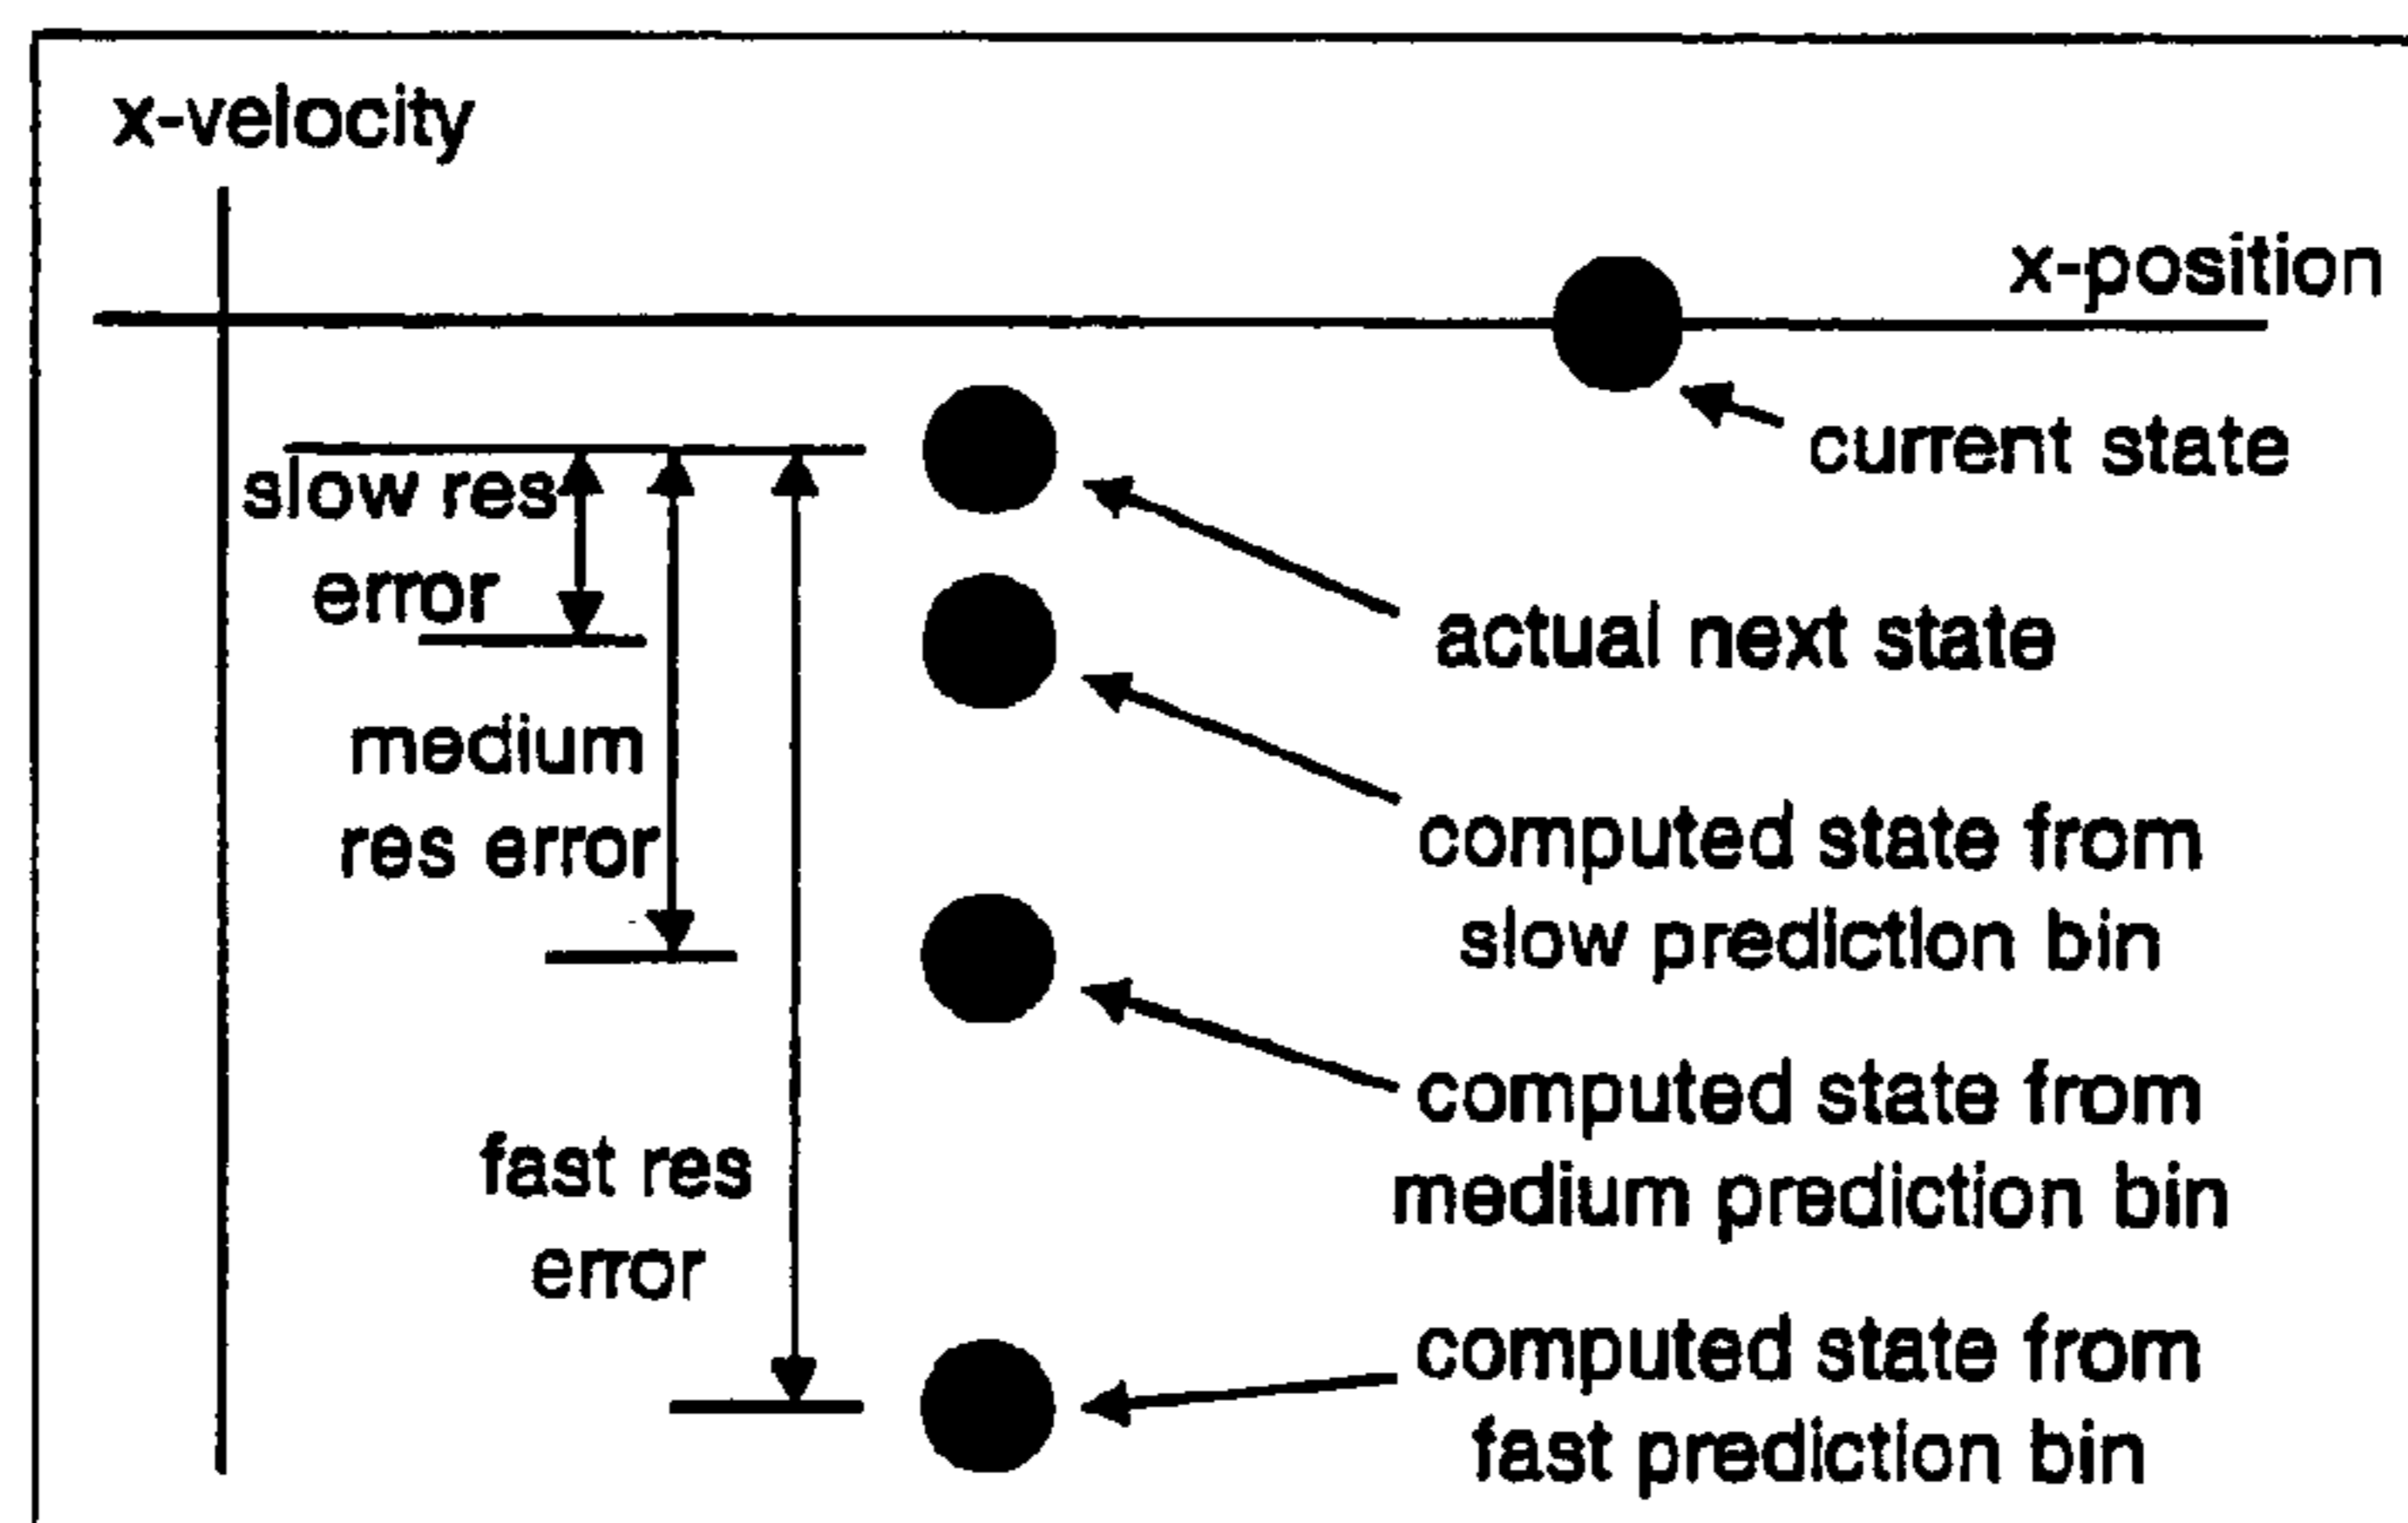 x-velocity
x-position
current state
slow res
error
actual next state
medium
res error
computed state from
slow prediction bin
computed state from
medium prediction bin
fast res
error
computed state from
fast prediction bin